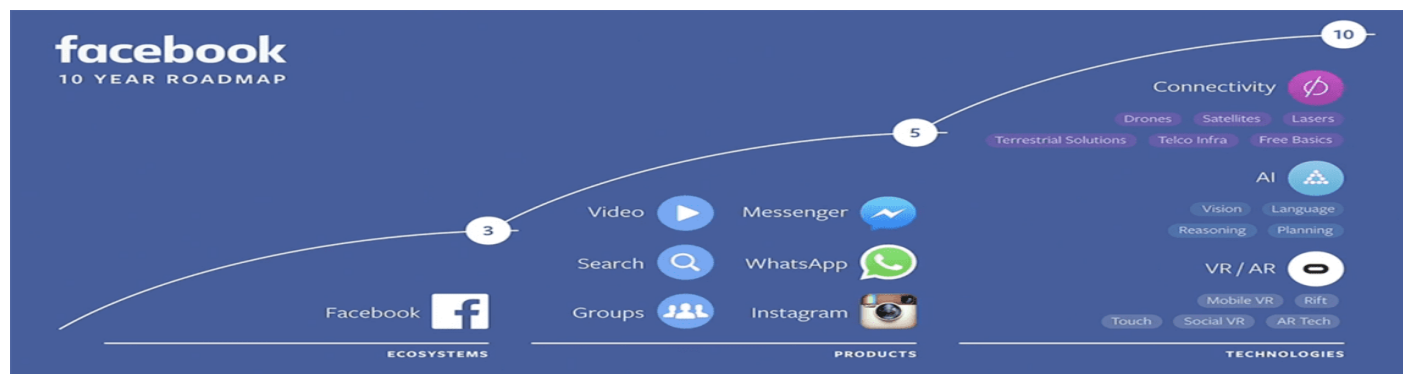 facebook
10 YEAR ROADMAP
3
Facebook
ECOSYSTEMS
5
Video
Messenger
Search
WhatsApp
Groups
Instagram
PRODUCTS
10
Connectivity
Drones Satellites Lasers
Terrestrial Solutions Telco Infra Free Basics
AI
Vision Language
Reasoning Planning
VR / AR
Mobile VR Rift
Touch Social VR AR Tech
TECHNOLOGIES